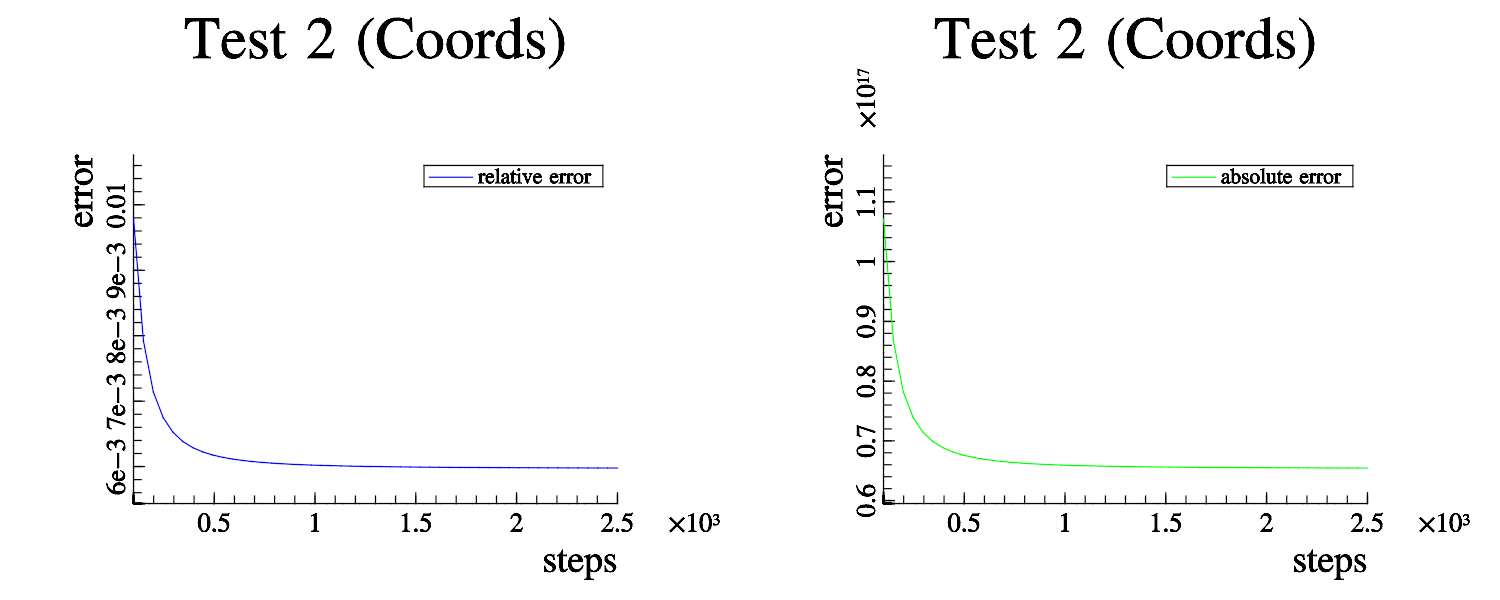 Test 2 (Coords)
error
relative error
0.01
9e−3
8e−3
7e−3
6e−3
0.5 1 1.5 2 2.5 ×10³
steps
Test 2 (Coords)
×10¹⁷
error
absolute error
1.1
1
0.9
0.8
0.7
0.6
0.5 1 1.5 2 2.5 ×10³
steps